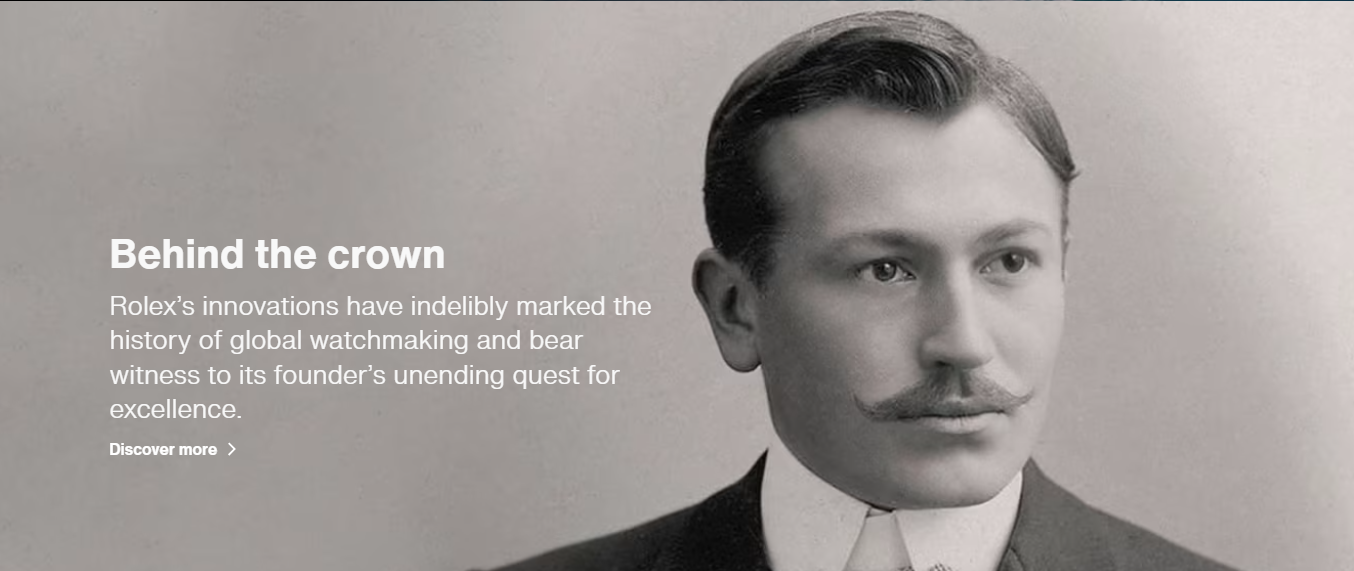 Behind the crown
Rolex’s innovations have indelibly marked the
history of global watchmaking and bear
witness to its founder’s unending quest for
excellence.
Discover more